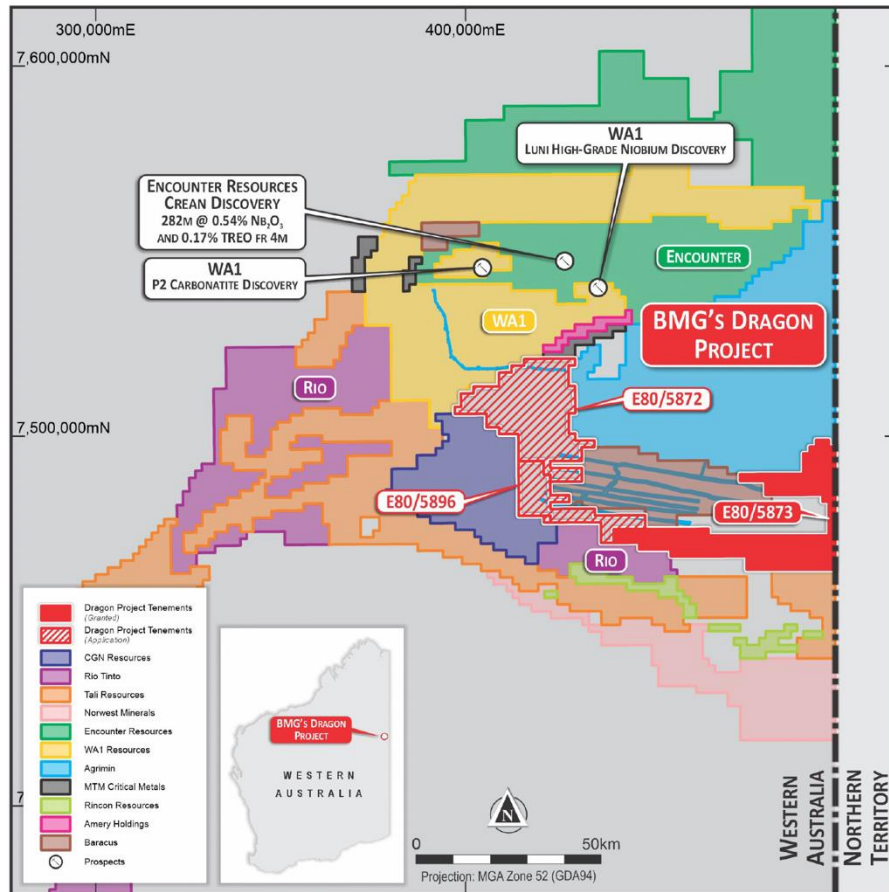 300,000mE
400,000mE
7,600,000mN
WA1
LUNI HIGH-GRADE NIOBIUM DISCOVERY
ENCOUNTER RESOURCES
CREAN DISCOVERY
282M @ 0.54% NB₂O₃
AND 0.17% TREO FR 4M
WA1
P2 CARBONATITE DISCOVERY
ENCOUNTER
WA1
BMG'S DRAGON
PROJECT
RIO
E80/5872
7,500,000mN
E80/5896
E80/5873
RIO
Dragon Project Tenements
(Granted)
Dragon Project Tenements
(Application)
CGN Resources
Rio Tinto
Tali Resources
Norwest Minerals
Encounter Resources
WA1 Resources
Agrimin
MTM Critical Metals
Rincon Resources
Amery Holdings
Baracus
Prospects
BMG'S DRAGON
PROJECT
WESTERN
AUSTRALIA
N
0
50km
Projection: MGA Zone 52 (GDA94)
WESTERN
AUSTRALIA
NORTHERN
TERRITORY